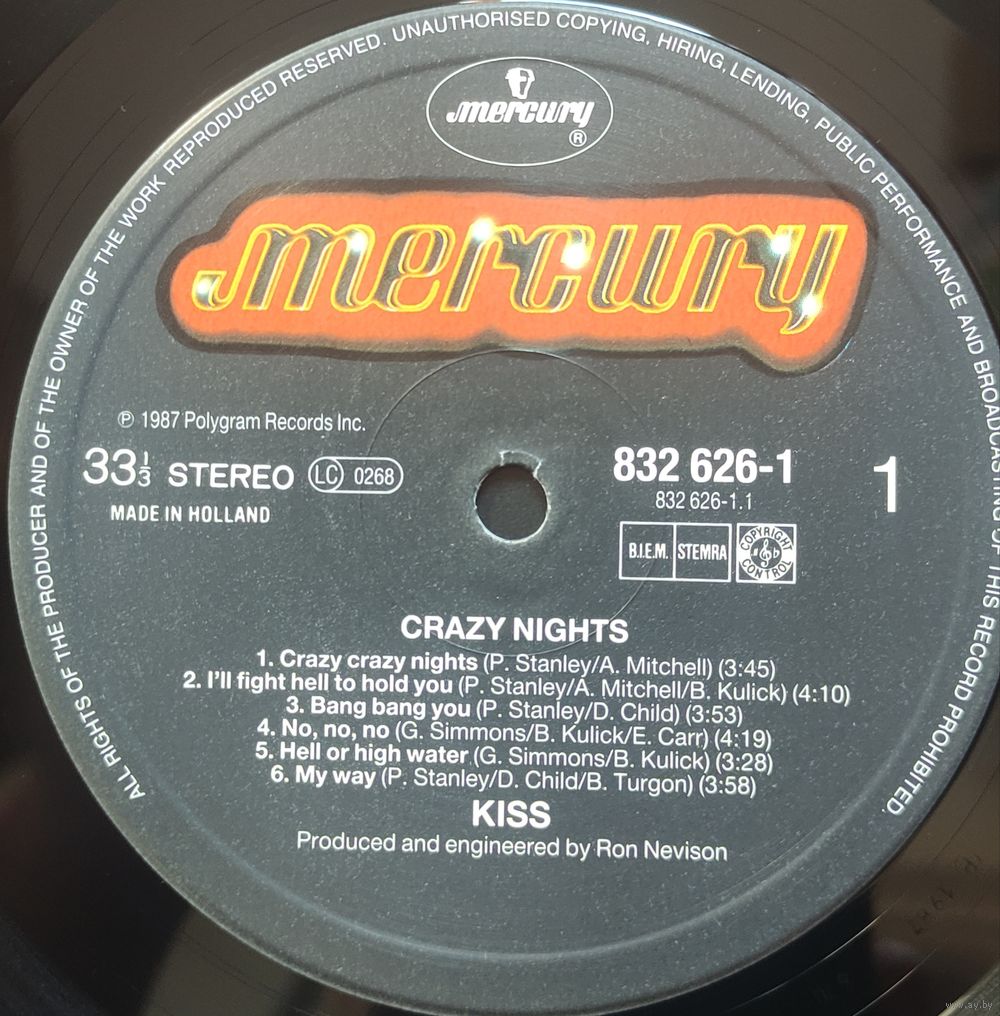 ALL RIGHTS OF THE PRODUCER AND OF THE OWNER OF THE WORK REPRODUCED RESERVED. UNAUTHORISED COPYING, HIRING, LENDING, PUBLIC PERFORMANCE AND BROADCASTING OF THIS RECORD PROHIBITED.
mercury
®
mercury
℗ 1987 Polygram Records Inc.
33⅓ STEREO LC 0268
MADE IN HOLLAND
832 626-1
832 626-1.1
1
B.I.E.M. STEMRA COPYRIGHT CONTROL
CRAZY NIGHTS
1. Crazy crazy nights (P. Stanley/A. Mitchell) (3:45)
2. I'll fight hell to hold you (P. Stanley/A. Mitchell/B. Kulick) (4:10)
3. Bang bang you (P. Stanley/D. Child) (3:53)
4. No, no, no (G. Simmons/B. Kulick/E. Carr) (4:19)
5. Hell or high water (G. Simmons/B. Kulick) (3:28)
6. My way (P. Stanley/D. Child/B. Turgon) (3:58)
KISS
Produced and engineered by Ron Nevison
www.ay.by